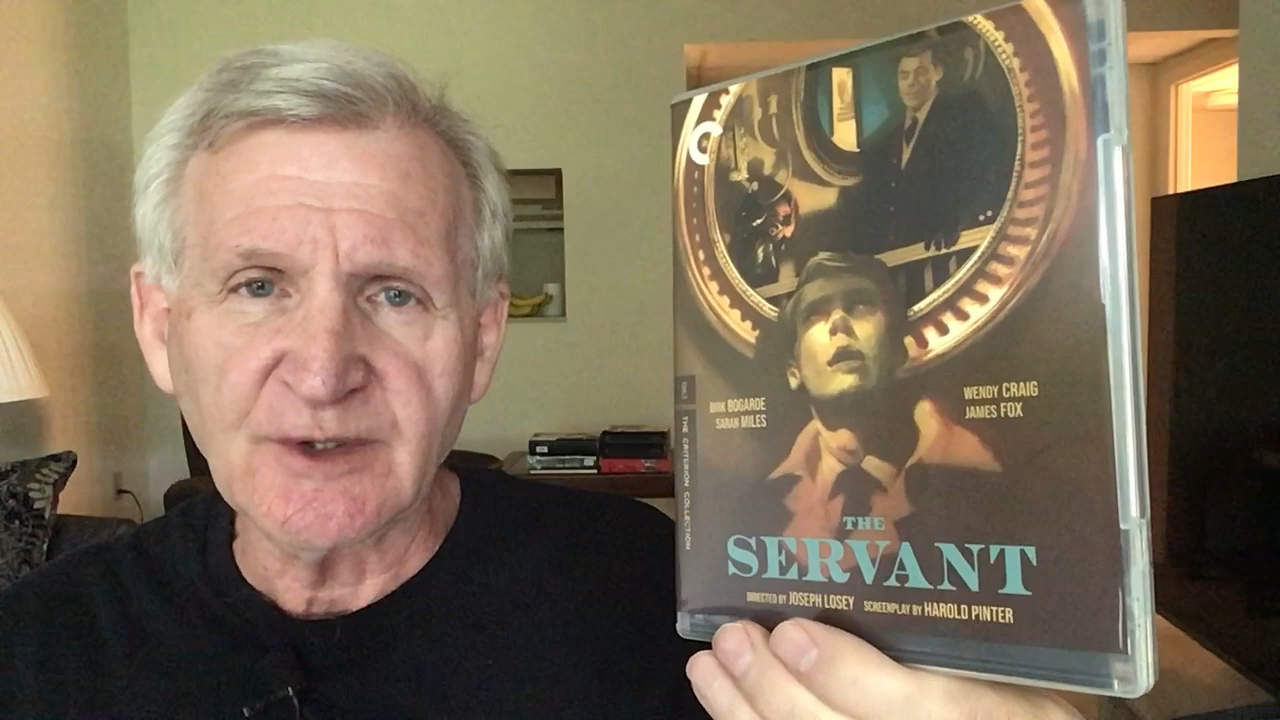 DIRK BOGARDE
SARAH MILES
WENDY CRAIG
JAMES FOX
THE
SERVANT
DIRECTED BY JOSEPH LOSEY SCREENPLAY BY HAROLD PINTER
THE CRITERION COLLECTION